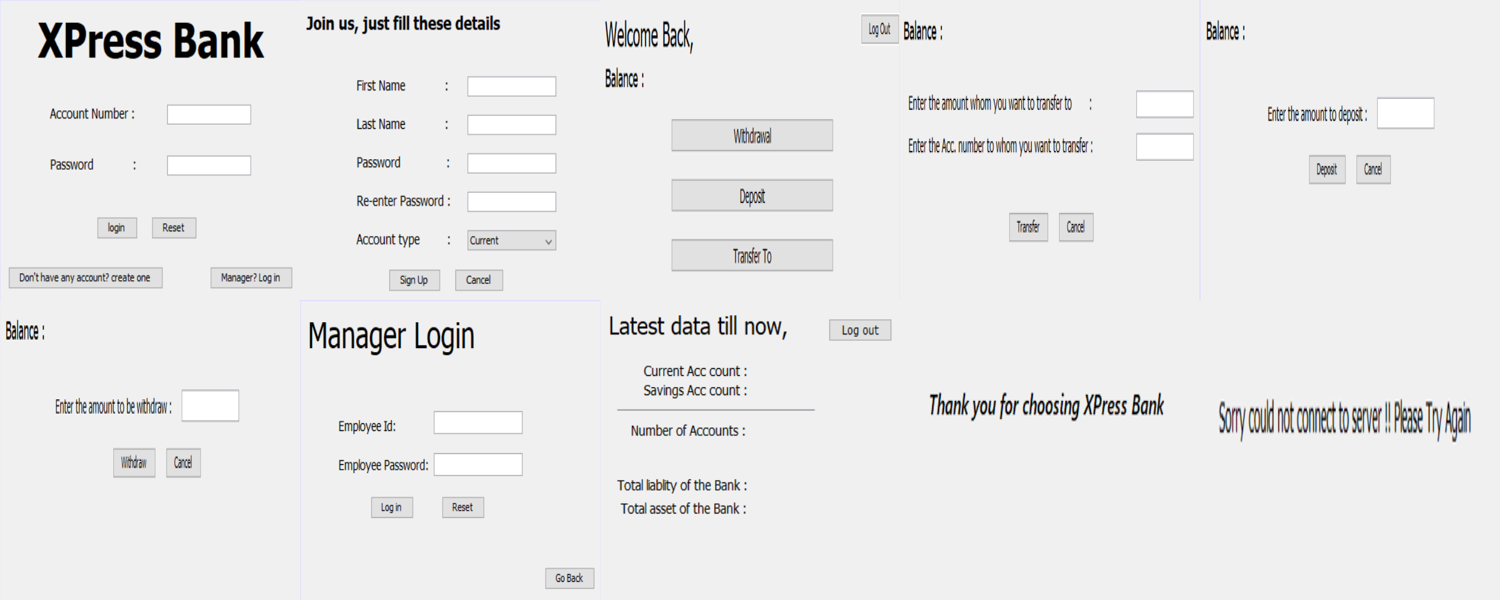 XPress Bank
Account Number :
Password :
login Reset
Don't have any account? create one Manager? Log in
Join us, just fill these details
First Name :
Last Name :
Password :
Re-enter Password :
Account type : Current
Sign Up Cancel
Welcome Back, Log Out
Balance :
Withdrawal
Deposit
Transfer To
Balance :
Enter the amount whom you want to transfer to :
Enter the Acc. number to whom you want to transfer :
Transfer Cancel
Balance :
Enter the amount to deposit :
Deposit Cancel
Balance :
Enter the amount to be withdraw :
Withdraw Cancel
Manager Login
Employee Id:
Employee Password:
Log in Reset
Go Back
Latest data till now, Log out
Current Acc count :
Savings Acc count :
Number of Accounts :
Total liablity of the Bank :
Total asset of the Bank :
Thank you for choosing XPress Bank
Sorry could not connect to server !! Please Try Again